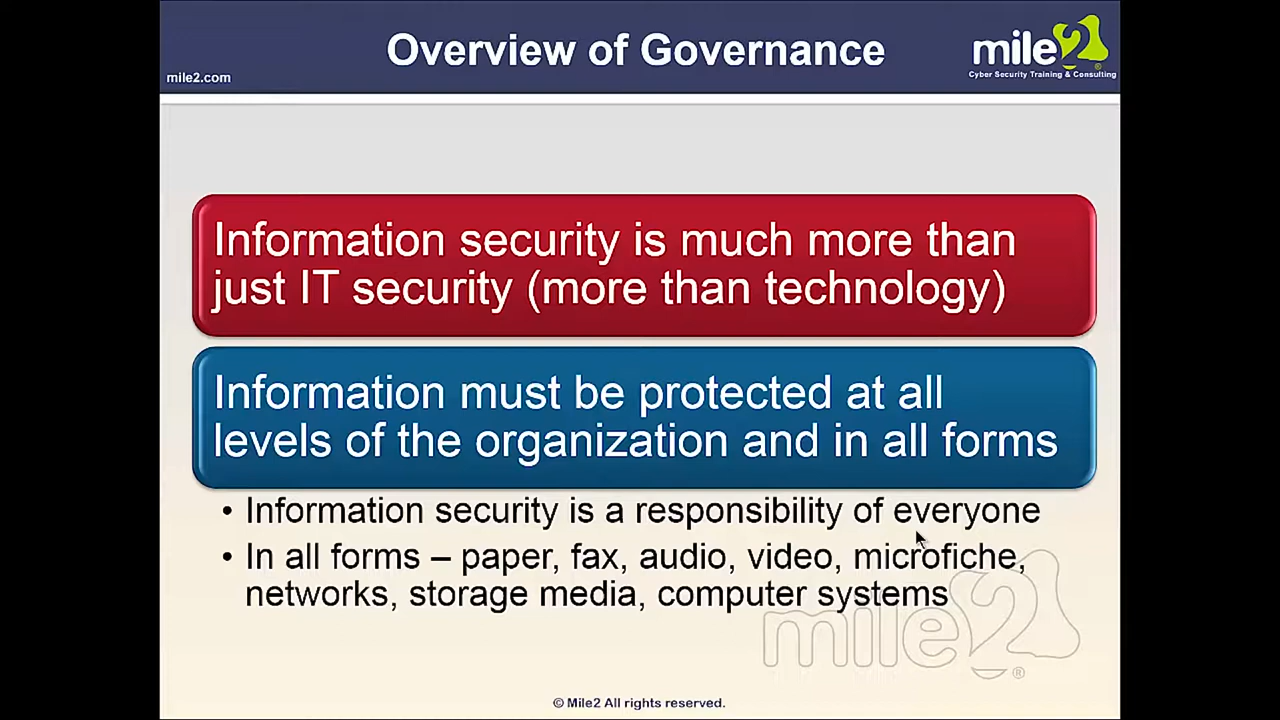 Overview of Governance
mile2
mile2.com
Cyber Security Training & Consulting
Information security is much more than
just IT security (more than technology)
Information must be protected at all
levels of the organization and in all forms
• Information security is a responsibility of everyone
• In all forms – paper, fax, audio, video, microfiche,
networks, storage media, computer systems
mile2
®
© Mile2 All rights reserved.